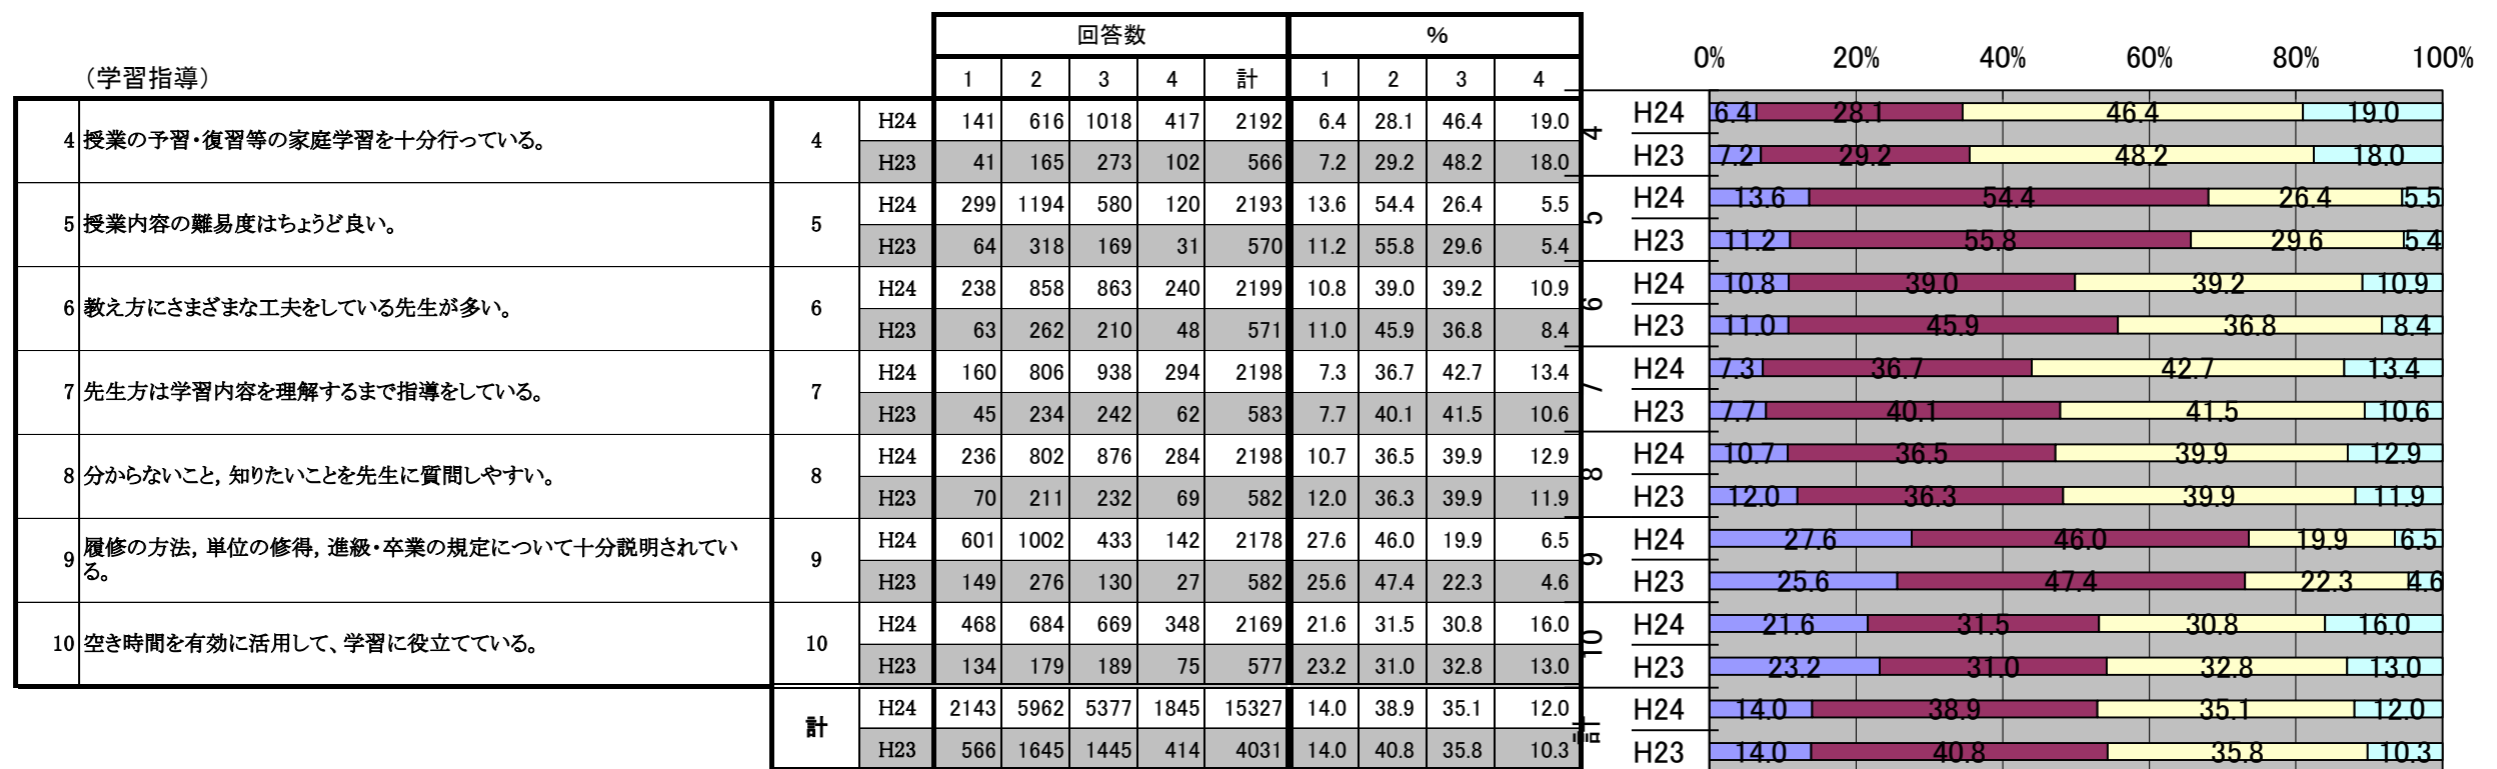 回答数 %
0% 20% 40% 60% 80% 100%
(学習指導) 1 2 3 4 計 1 2 3 4
4 授業の予習・復習等の家庭学習を十分行っている。 4 H24 141 616 1018 417 2192 6.4 28.1 46.4 19.0
H23 41 165 273 102 566 7.2 29.2 48.2 18.0
5 授業内容の難易度はちょうど良い。 5 H24 299 1194 580 120 2193 13.6 54.4 26.4 5.5
H23 64 318 169 31 570 11.2 55.8 29.6 5.4
6 教え方にさまざまな工夫をしている先生が多い。 6 H24 238 858 863 240 2199 10.8 39.0 39.2 10.9
H23 63 262 210 48 571 11.0 45.9 36.8 8.4
7 先生方は学習内容を理解するまで指導をしている。 7 H24 160 806 938 294 2198 7.3 36.7 42.7 13.4
H23 45 234 242 62 583 7.7 40.1 41.5 10.6
8 分からないこと,知りたいことを先生に質問しやすい。 8 H24 236 802 876 284 2198 10.7 36.5 39.9 12.9
H23 70 211 232 69 582 12.0 36.3 39.9 11.9
9 履修の方法,単位の修得,進級・卒業の規定について十分説明されてい
る。 9 H24 601 1002 433 142 2178 27.6 46.0 19.9 6.5
H23 149 276 130 27 582 25.6 47.4 22.3 4.6
10 空き時間を有効に活用して、学習に役立てている。 10 H24 468 684 669 348 2169 21.6 31.5 30.8 16.0
H23 134 179 189 75 577 23.2 31.0 32.8 13.0
計 H24 2143 5962 5377 1845 15327 14.0 38.9 35.1 12.0
H23 566 1645 1445 414 4031 14.0 40.8 35.8 10.3
4 H24 6.4 28.1 46.4 19.0
H23 7.2 29.2 48.2 18.0
5 H24 13.6 54.4 26.4 5.5
H23 11.2 55.8 29.6 5.4
6 H24 10.8 39.0 39.2 10.9
H23 11.0 45.9 36.8 8.4
7 H24 7.3 36.7 42.7 13.4
H23 7.7 40.1 41.5 10.6
8 H24 10.7 36.5 39.9 12.9
H23 12.0 36.3 39.9 11.9
9 H24 27.6 46.0 19.9 6.5
H23 25.6 47.4 22.3 4.6
10 H24 21.6 31.5 30.8 16.0
H23 23.2 31.0 32.8 13.0
計 H24 14.0 38.9 35.1 12.0
H23 14.0 40.8 35.8 10.3